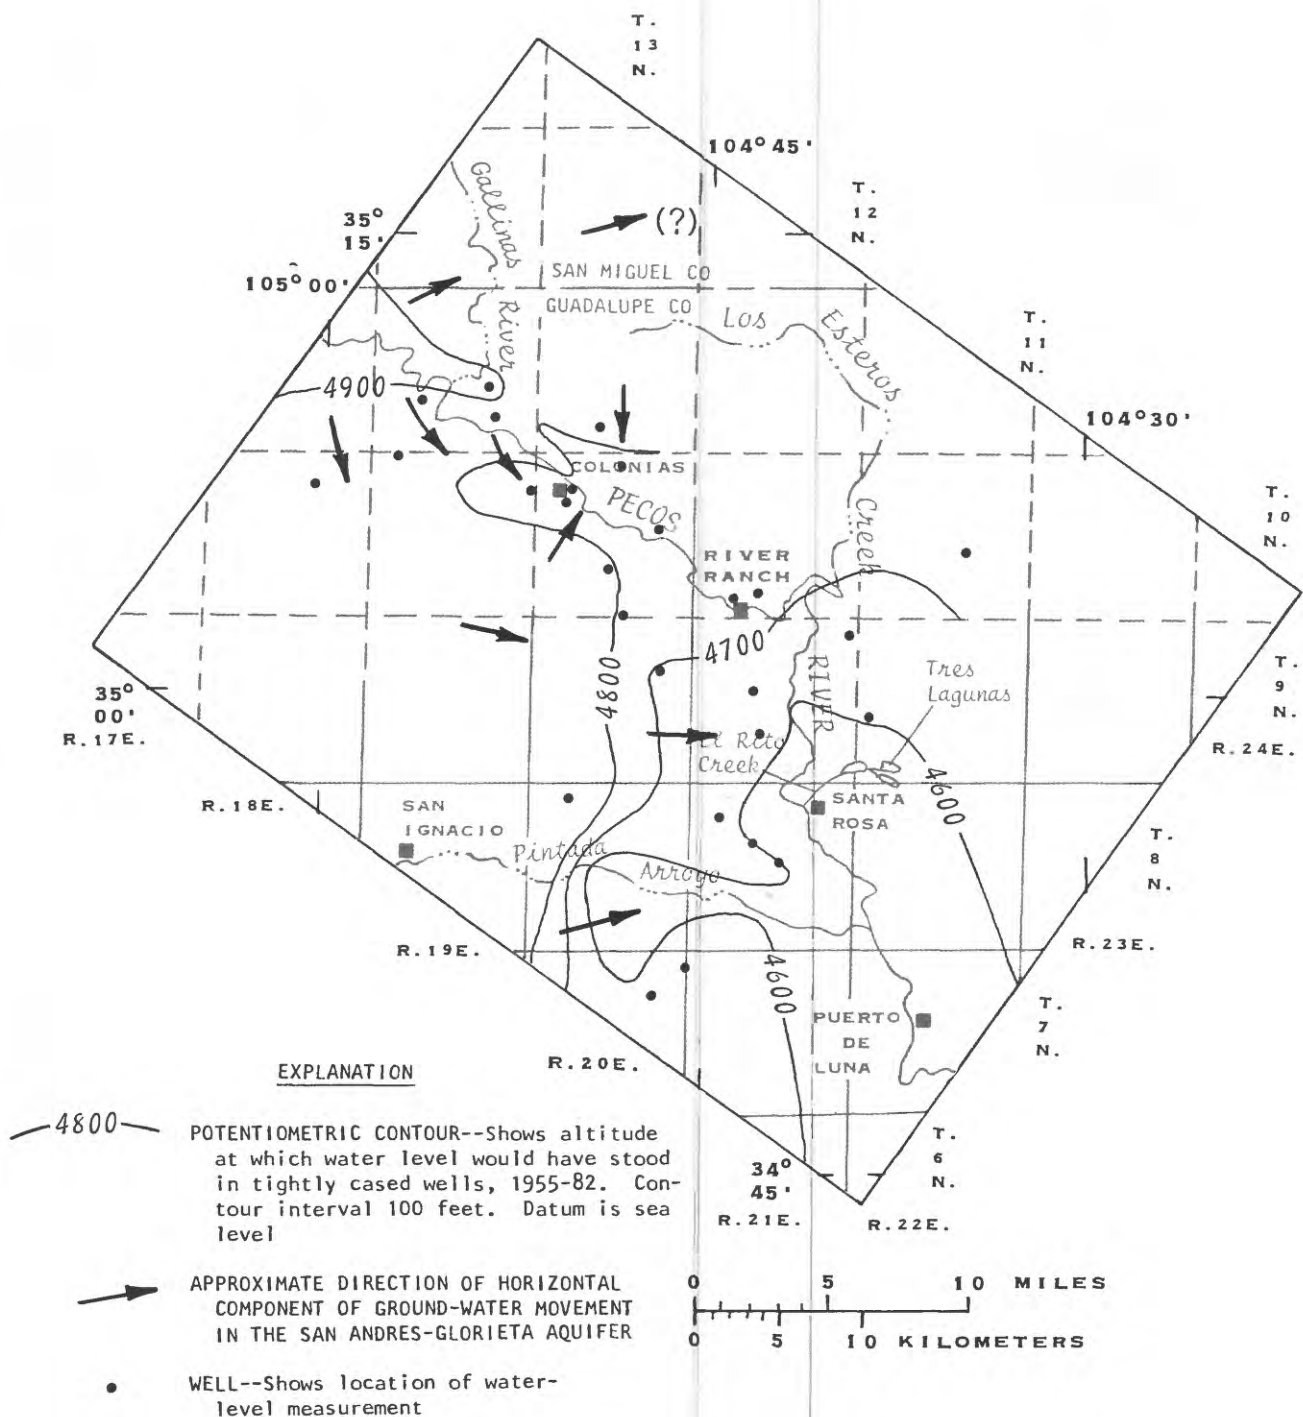 T.
13
N.
104°45'
T.
12
N.
Gallinas
River
35°
15'
(?)
105°00'
SAN MIGUEL CO
GUADALUPE CO
Los
Esteros
Creek
T.
11
N.
4900
104°30'
COLONIAS
PECOS
T.
10
N.
RIVER
RANCH
4700
4800
RIVER
Tres
Lagunas
T.
9
N.
35°
00'
R.17E.
El Rito
Creek
R.24E.
4600
R.18E.
SAN
IGNACIO
SANTA
ROSA
Pintada
Arroyo
T.
8
N.
R.19E.
R.23E.
4600
PUERTO
DE
LUNA
T.
7
N.
R.20E.
EXPLANATION
4800
POTENTIOMETRIC CONTOUR--Shows altitude
at which water level would have stood
in tightly cased wells, 1955-82. Con-
tour interval 100 feet. Datum is sea
level
T.
6
N.
34°
45'
R.21E.
R.22E.
APPROXIMATE DIRECTION OF HORIZONTAL
COMPONENT OF GROUND-WATER MOVEMENT
IN THE SAN ANDRES-GLORIETA AQUIFER
0 5 10 MILES
0 5 10 KILOMETERS
WELL--Shows location of water-
level measurement